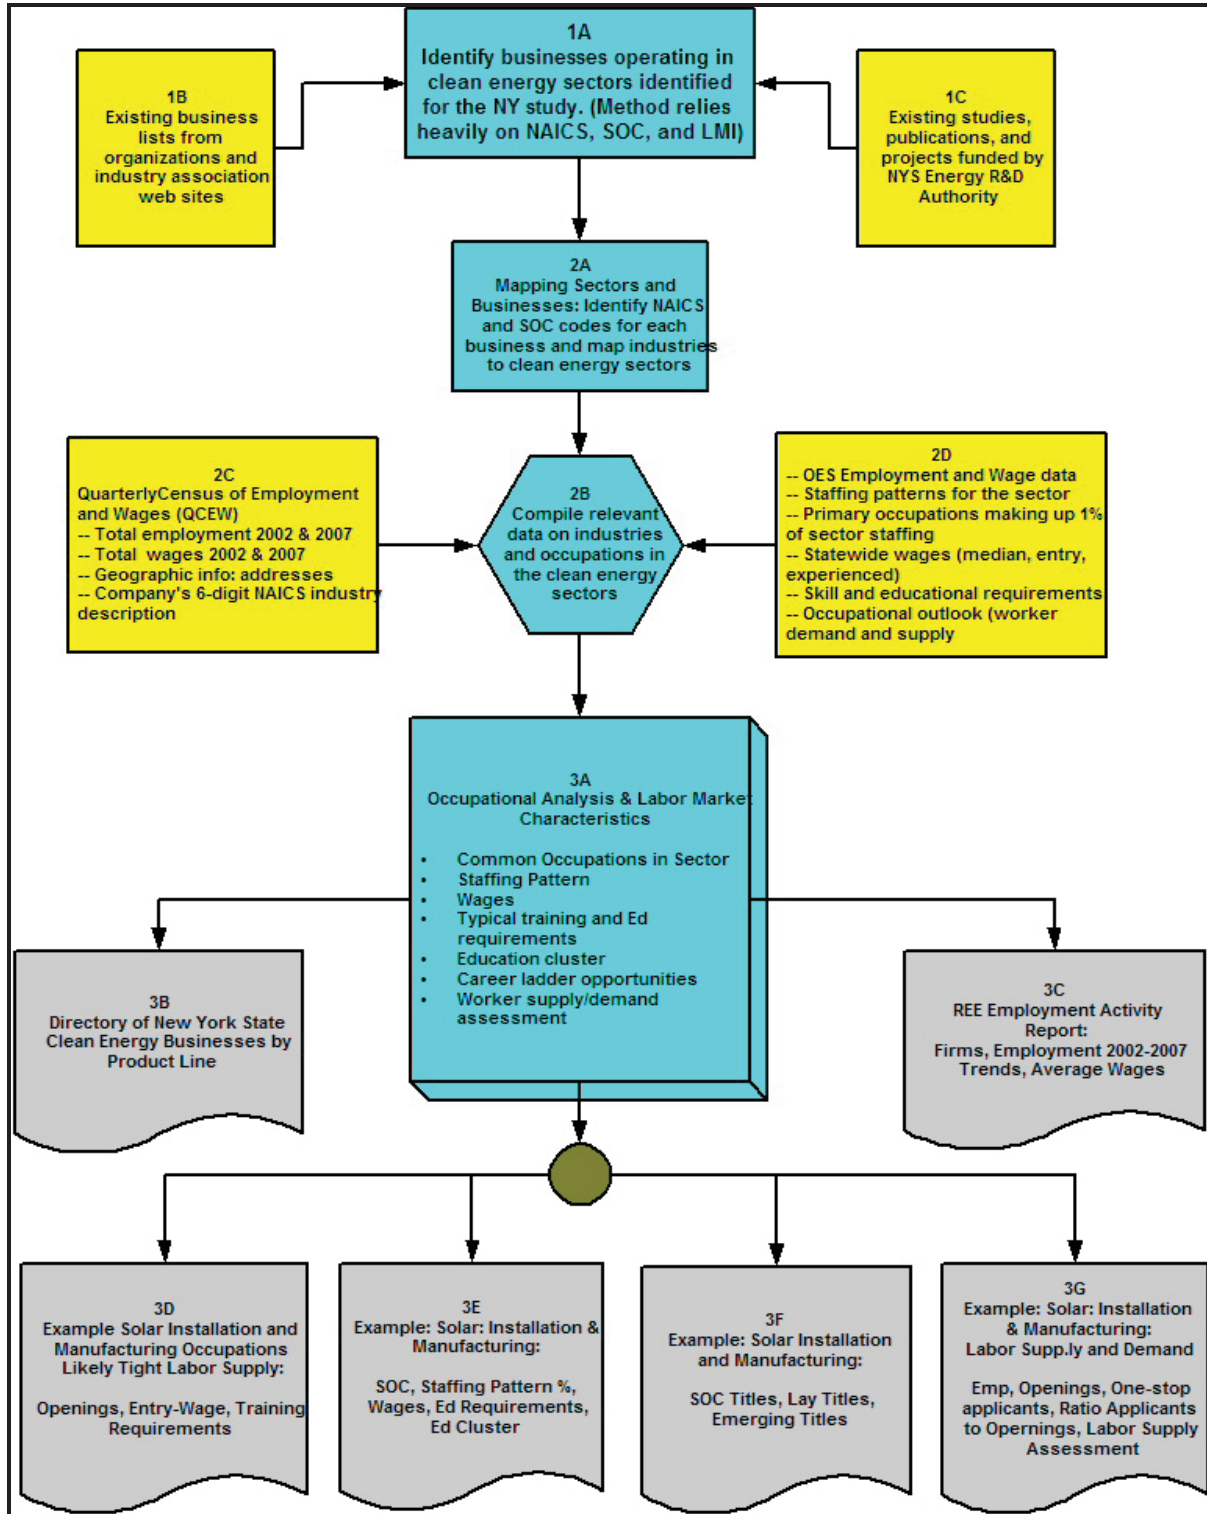 1A
Identify businesses operating in
clean energy sectors identified
for the NY study. (Method relies
heavily on NAICS, SOC, and LMI)
1B
Existing business
lists from
organizations and
industry association
web sites
1C
Existing studies,
publications, and
projects funded by
NYS Energy R&D
Authority
2A
Mapping Sectors and
Businesses: Identify NAICS
and SOC codes for each
business and map industries
to clean energy sectors
2C
QuarterlyCensus of Employment
and Wages (QCEW)
-- Total employment 2002 & 2007
-- Total wages 2002 & 2007
-- Geographic info: addresses
-- Company's 6-digit NAICS industry
description
2B
Compile relevant
data on industries
and occupations in
the clean energy
sectors
2D
-- OES Employment and Wage data
-- Staffing patterns for the sector
-- Primary occupations making up 1%
of sector staffing
-- Statewide wages (median, entry,
experienced)
-- Skill and educational requirements
-- Occupational outlook (worker
demand and supply
3A
Occupational Analysis & Labor Market
Characteristics
• Common Occupations in Sector
• Staffing Pattern
• Wages
• Typical training and Ed
requirements
• Education cluster
• Career ladder opportunities
• Worker supply/demand
assessment
3B
Directory of New York State
Clean Energy Businesses by
Product Line
3C
REE Employment Activity
Report:
Firms, Employment 2002-2007
Trends, Average Wages
3D
Example Solar Installation and
Manufacturing Occupations
Likely Tight Labor Supply:
Openings, Entry-Wage, Training
Requirements
3E
Example: Solar: Installation &
Manufacturing:
SOC, Staffing Pattern %,
Wages, Ed Requirements,
Ed Cluster
3F
Example: Solar Installation
and Manufacturing:
SOC Titles, Lay Titles,
Emerging Titles
3G
Example: Solar: Installation
& Manufacturing:
Labor Supp.ly and Demand
Emp, Openings, One-stop
applicants, Ratio Applicants
to Opernings, Labor Supply
Assessment